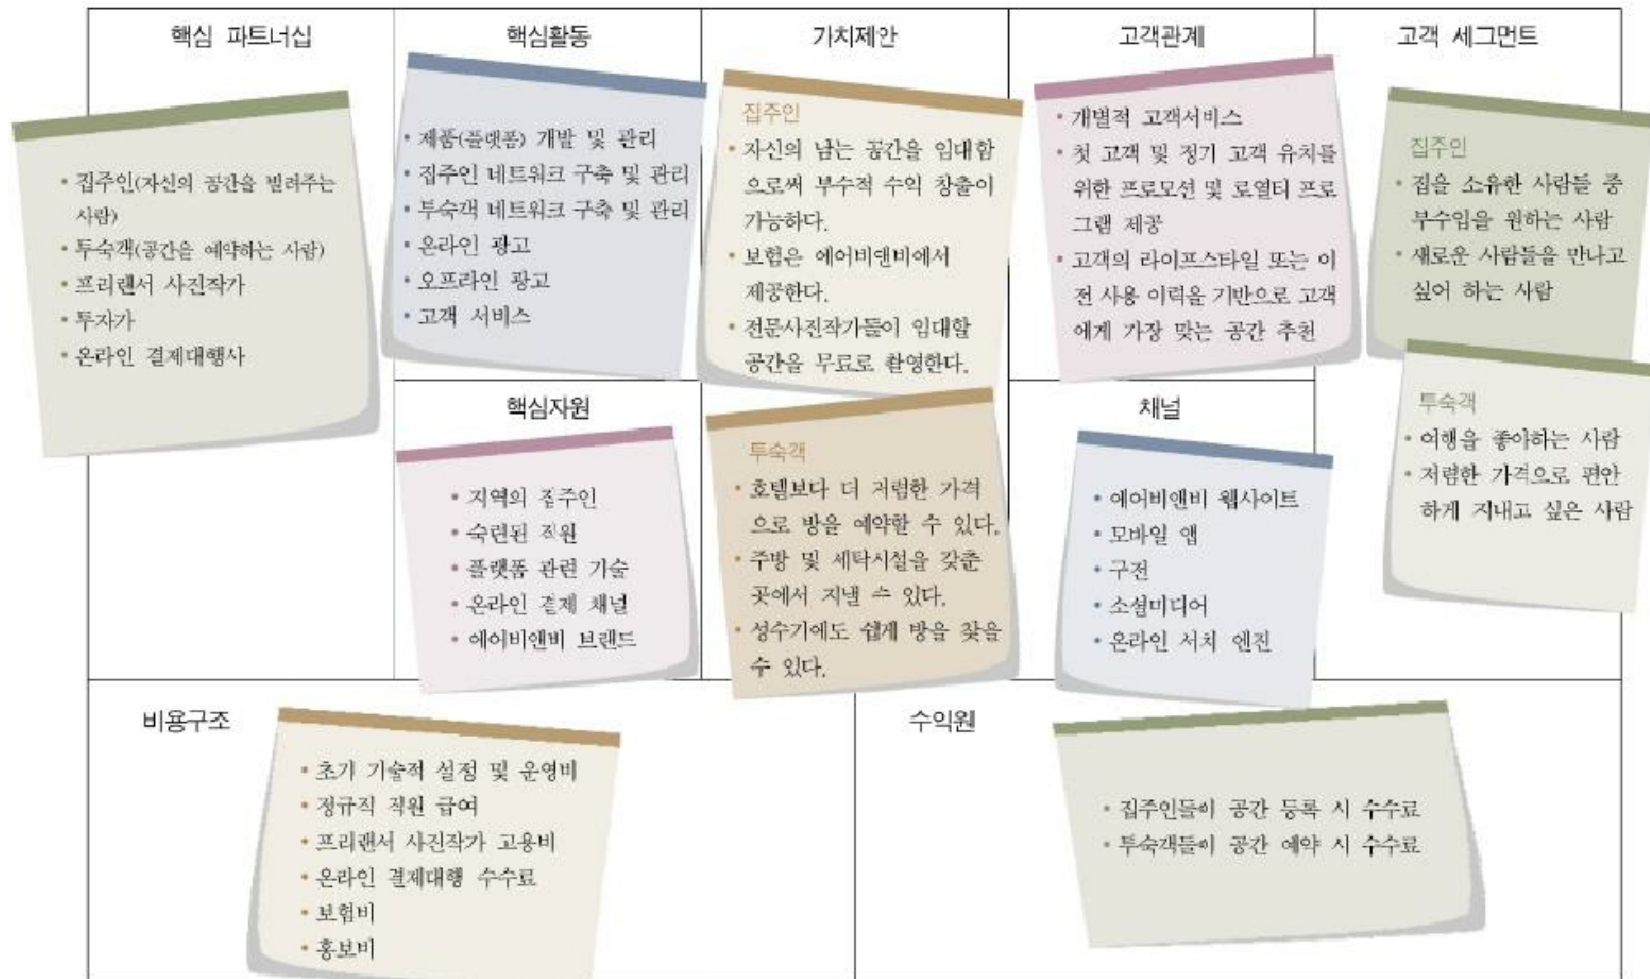 핵심 파트너십
• 집주인(자신의 공간을 빌려주는
사람)
• 투숙객(공간을 예약하는 사람)
• 프리랜서 사진작가
• 투자가
• 온라인 결제대행사
핵심활동
• 제품(플랫폼) 개발 및 관리
• 집주인 네트워크 구축 및 관리
• 투숙객 네트워크 구축 및 관리
• 온라인 광고
• 오프라인 광고
• 고객 서비스
핵심자원
• 지역의 집주인
• 숙련된 직원
• 플랫폼 관련 기술
• 온라인 결제 채널
• 에어비앤비 브랜드
가치제안
집주인
• 자신의 남는 공간을 임대함
으로써 부수적 수익 창출이
가능하다.
• 보험은 에어비앤비에서
제공한다.
• 전문사진작가들이 임대할
공간을 무료로 촬영한다.
투숙객
• 호텔보다 더 저렴한 가격
으로 방을 예약할 수 있다.
• 주방 및 세탁시설을 갖춘
곳에서 지낼 수 있다.
• 성수기에도 쉽게 방을 찾을
수 있다.
고객관계
• 개별적 고객서비스
• 첫 고객 및 정기 고객 유치를
위한 프로모션 및 로열티 프로
그램 제공
• 고객의 라이프스타일 또는 이
전 사용 이력을 기반으로 고객
에게 가장 맞는 공간 추천
채널
• 에어비앤비 웹사이트
• 모바일 앱
• 구전
• 소셜미디어
• 온라인 서치 엔진
고객 세그먼트
집주인
• 집을 소유한 사람들 중
부수입을 원하는 사람
• 새로운 사람들을 만나고
싶어 하는 사람
투숙객
• 여행을 좋아하는 사람
• 저렴한 가격으로 편안
하게 지내고 싶은 사람
비용구조
• 초기 기술적 설정 및 운영비
• 정규직 직원 급여
• 프리랜서 사진작가 고용비
• 온라인 결제대행 수수료
• 보험비
• 홍보비
수익원
• 집주인들이 공간 등록 시 수수료
• 투숙객들이 공간 예약 시 수수료